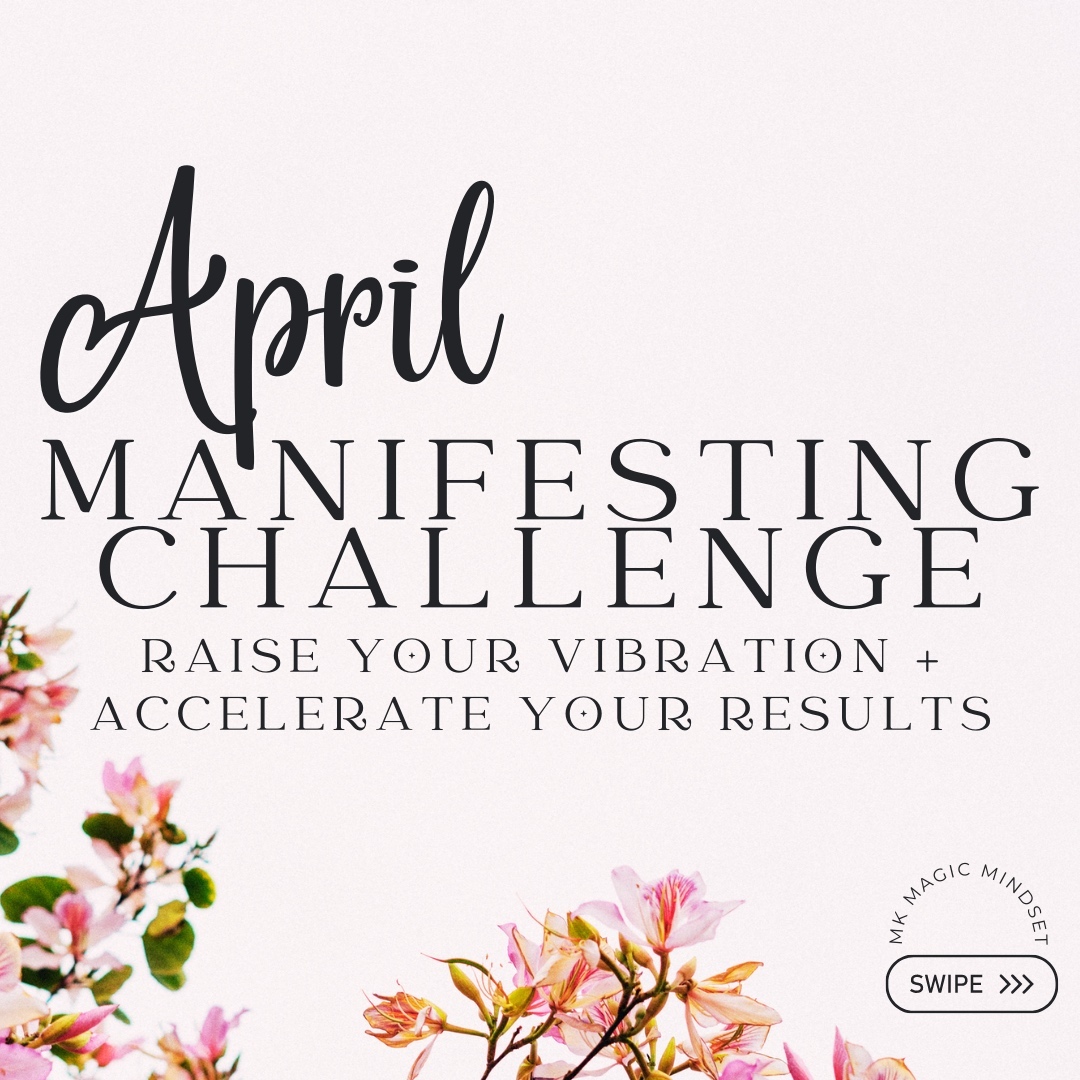 April
MANIFESTING
CHALLENGE
RAISE YOUR VIBRATION +
ACCELERATE YOUR RESULTS
MK MAGIC MINDSET
SWIPE >>>